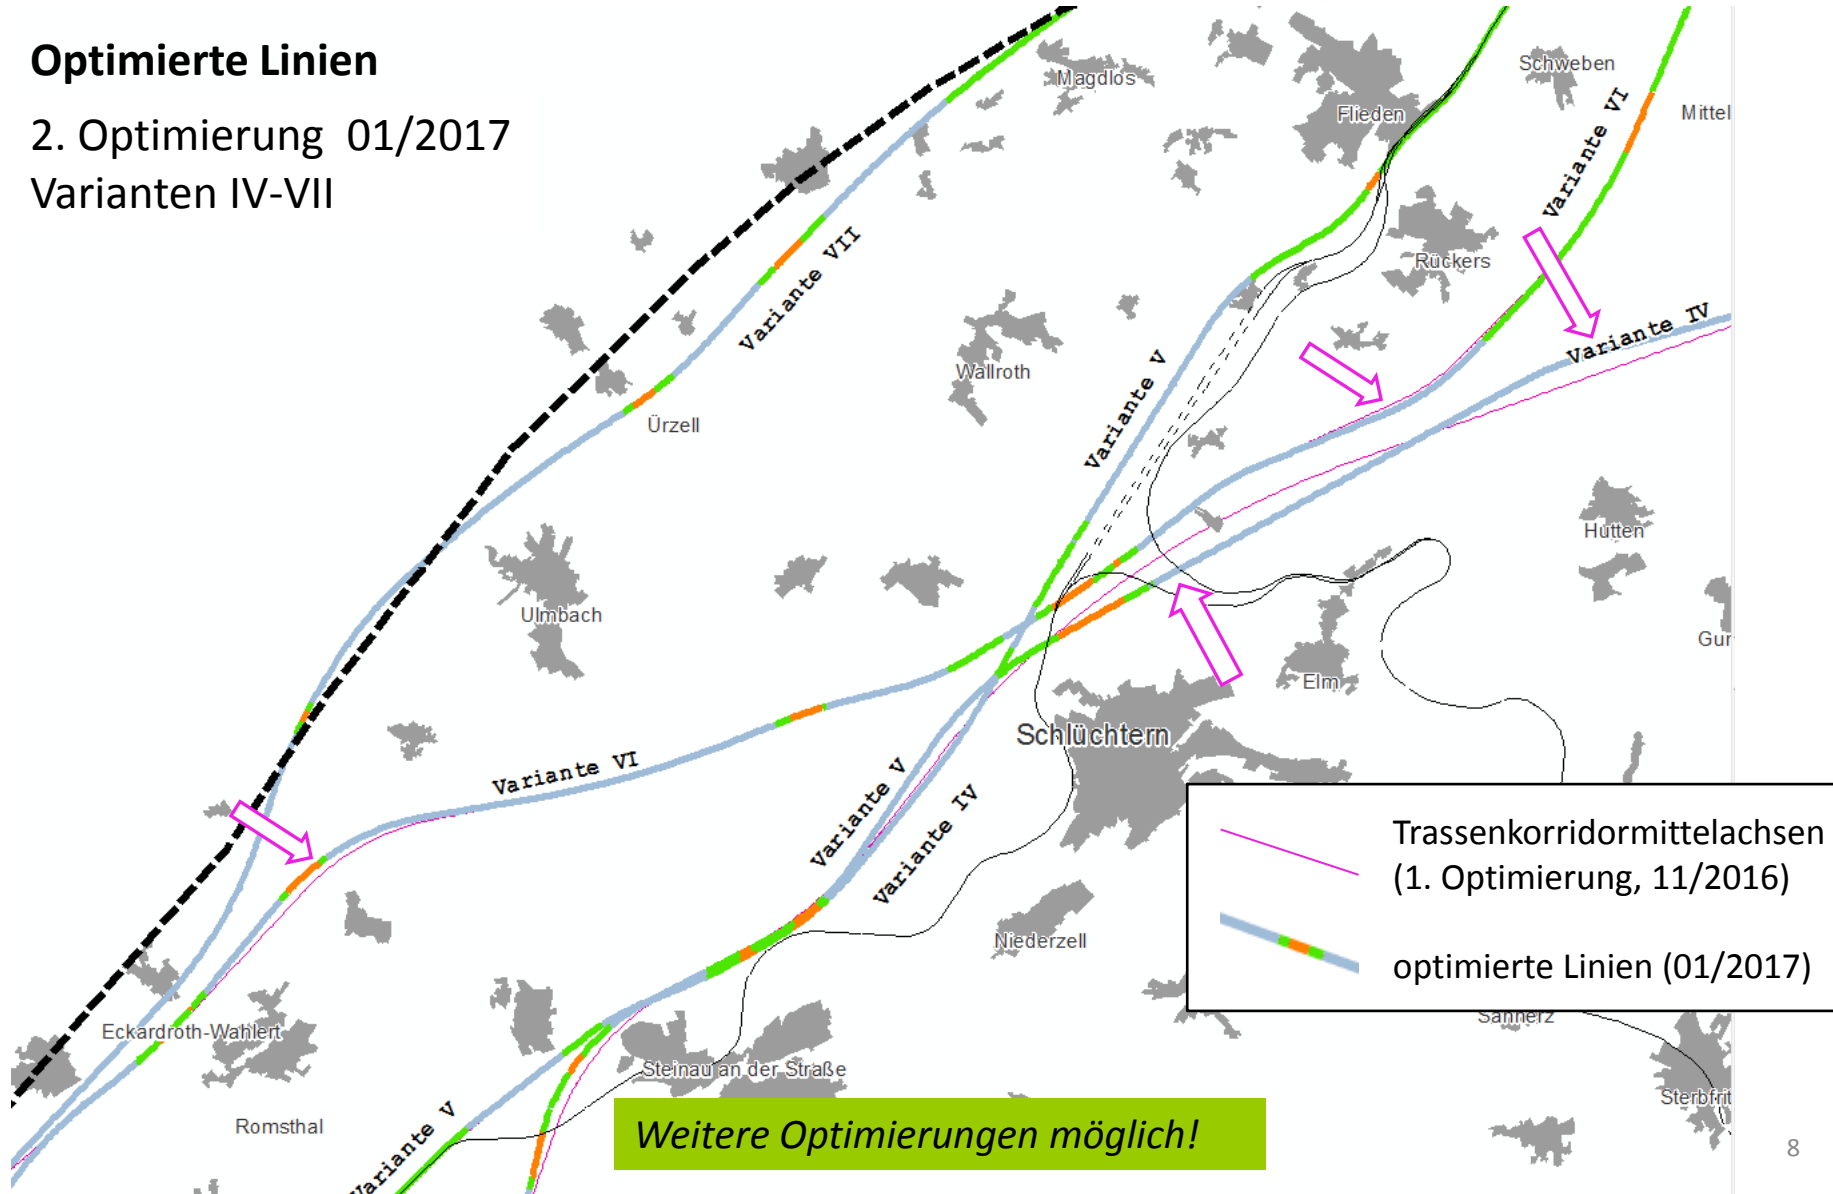 Optimierte Linien
2. Optimierung 01/2017
Varianten IV-VII
Magdlos
Flieden
Schweben
Mittel
Variante VI
Variante VII
Rückers
Variante IV
Wallroth
Variante V
Ürzell
Hutten
Ulmbach
Gur
Elm
Schlüchtern
Variante VI
Variante V
Variante IV
Niederzell
Trassenkorridormittelachsen
(1. Optimierung, 11/2016)
optimierte Linien (01/2017)
Sannerz
Eckardroth-Wahlert
Steinau an der Straße
Sterbfrit
Romsthal
Variante V
Weitere Optimierungen möglich!
8